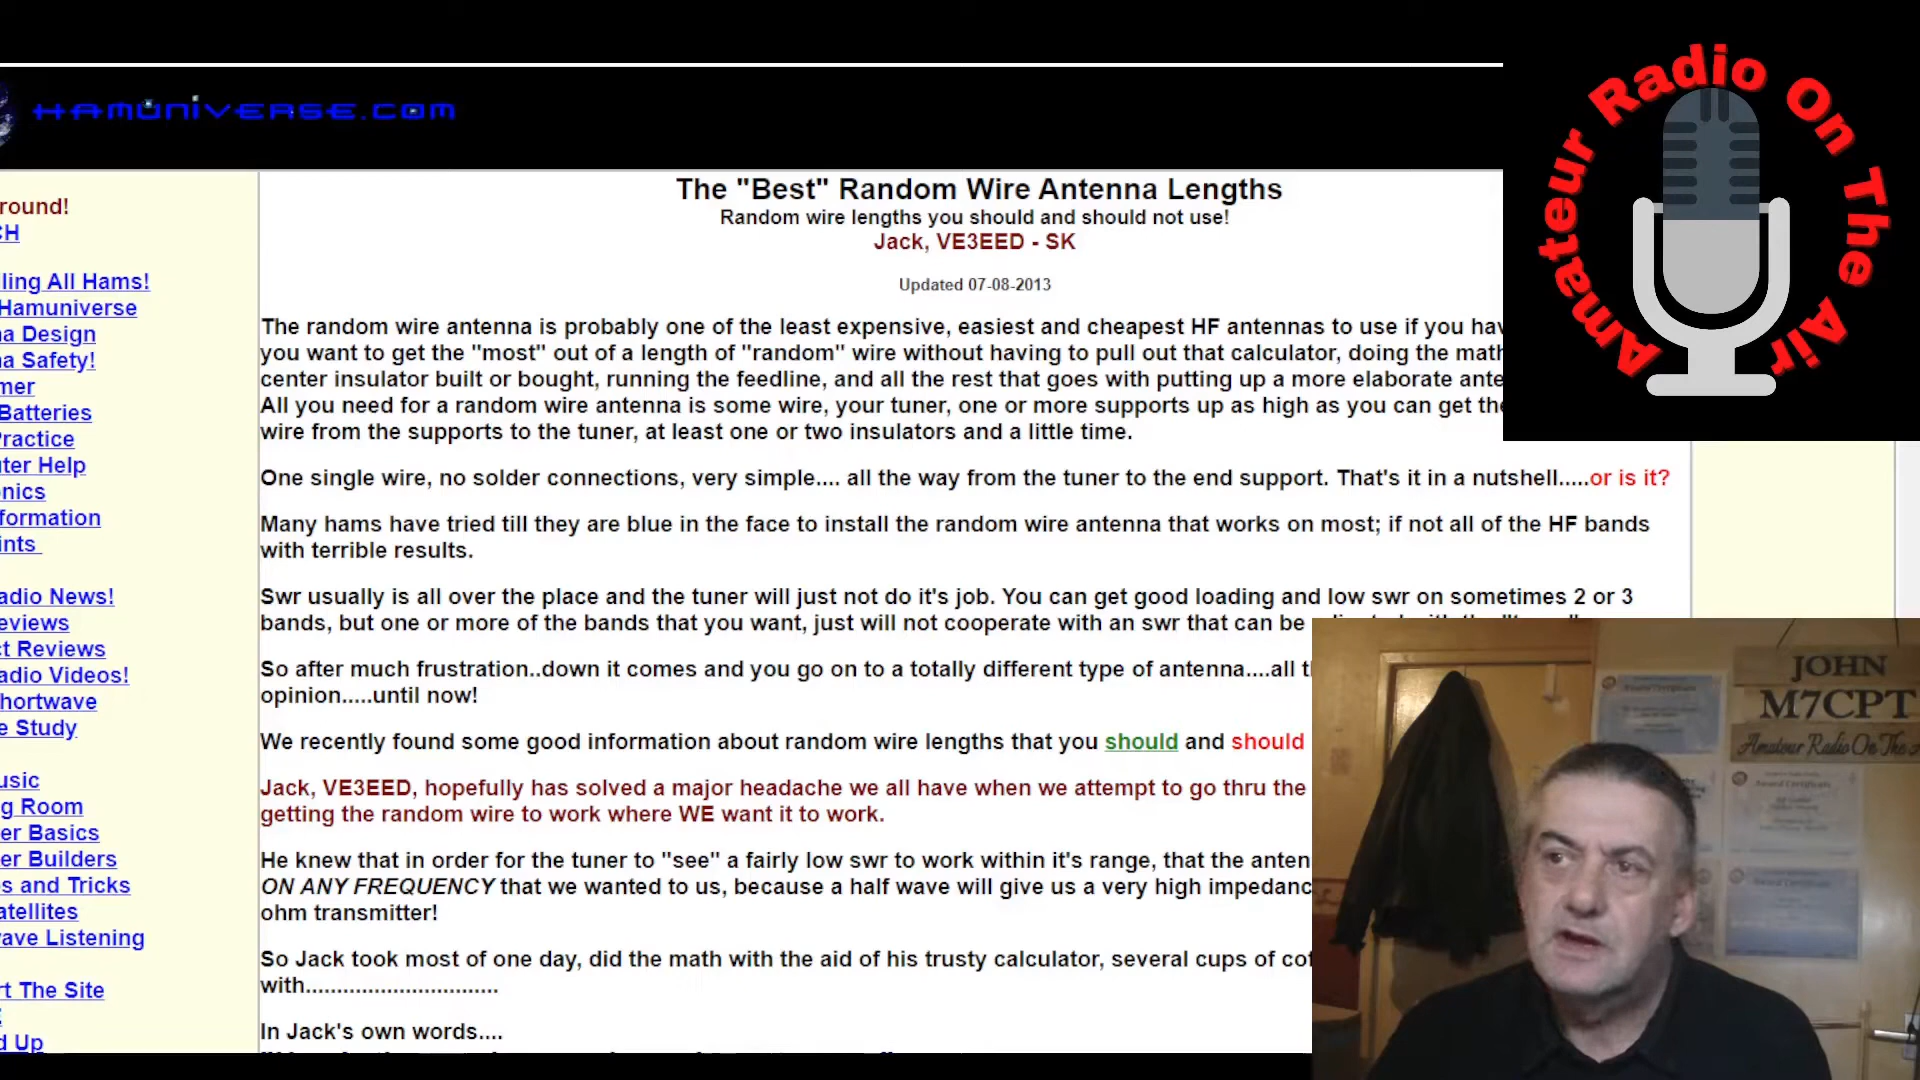 HAMUNIVERSE.COM
Amateur Radio On The Air
round!
CH
ling All Hams!
Hamuniverse
na Design
na Safety!
mer
Batteries
Practice
uter Help
onics
formation
ints
adio News!
eviews
ct Reviews
adio Videos!
hortwave
e Study
usic
g Room
er Basics
er Builders
s and Tricks
atellites
ave Listening
rt The Site
d Up
The "Best" Random Wire Antenna Lengths
Random wire lengths you should and should not use!
Jack, VE3EED - SK
Updated 07-08-2013
The random wire antenna is probably one of the least expensive, easiest and cheapest HF antennas to use if you hav
you want to get the "most" out of a length of "random" wire without having to pull out that calculator, doing the math
center insulator built or bought, running the feedline, and all the rest that goes with putting up a more elaborate ante
All you need for a random wire antenna is some wire, your tuner, one or more supports up as high as you can get the
wire from the supports to the tuner, at least one or two insulators and a little time.
One single wire, no solder connections, very simple.... all the way from the tuner to the end support. That's it in a nutshell.....or is it?
Many hams have tried till they are blue in the face to install the random wire antenna that works on most; if not all of the HF bands
with terrible results.
Swr usually is all over the place and the tuner will just not do it's job. You can get good loading and low swr on sometimes 2 or 3
bands, but one or more of the bands that you want, just will not cooperate with an swr that can be
So after much frustration..down it comes and you go on to a totally different type of antenna....all th
opinion.....until now!
We recently found some good information about random wire lengths that you should and should
Jack, VE3EED, hopefully has solved a major headache we all have when we attempt to go thru the
getting the random wire to work where WE want it to work.
He knew that in order for the tuner to "see" a fairly low swr to work within it's range, that the anten
ON ANY FREQUENCY that we wanted to us, because a half wave will give us a very high impedanc
ohm transmitter!
So Jack took most of one day, did the math with the aid of his trusty calculator, several cups of cof
with...............................
In Jack's own words....
JOHN
M7CPT
Amateur Radio On The A
Award Certificate